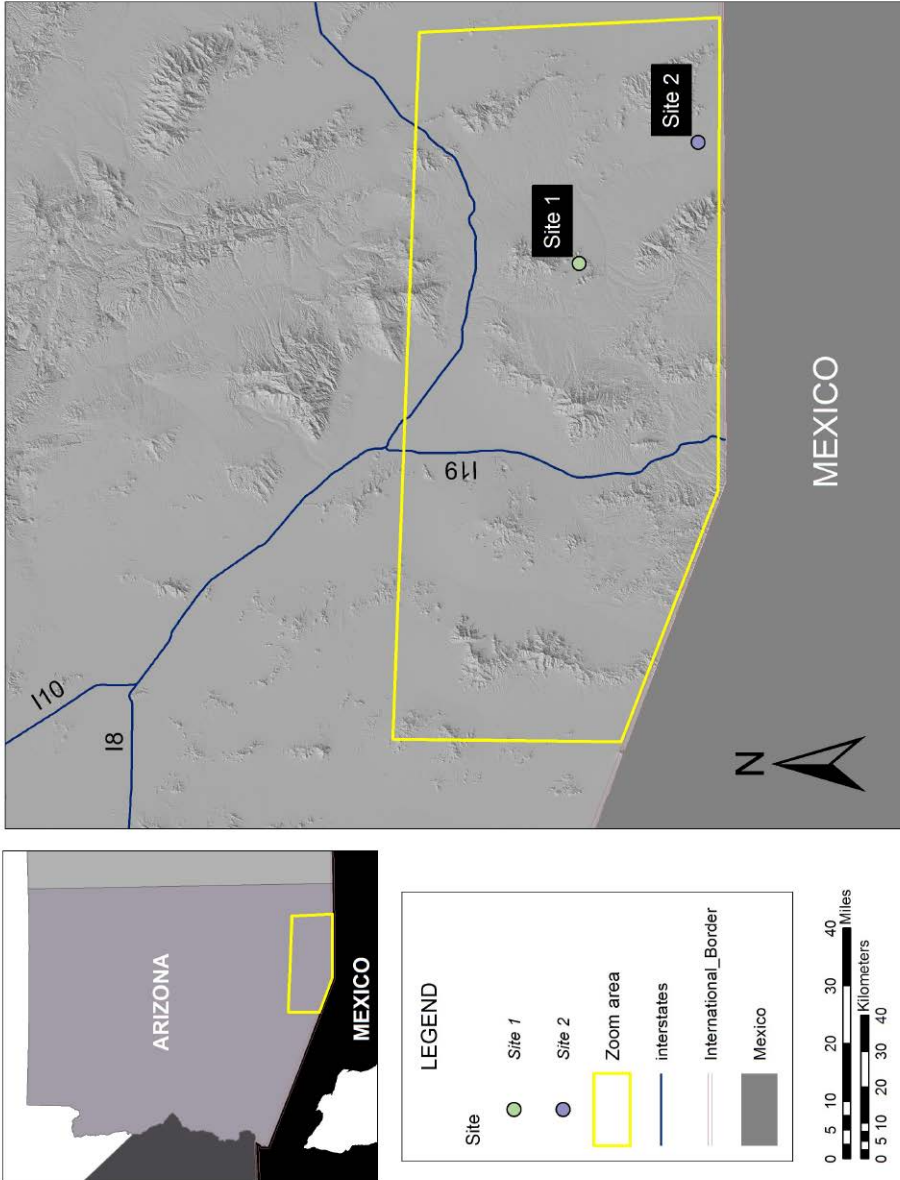 ARIZONA
MEXICO
LEGEND
Site
Site 1
Site 2
Zoom area
interstates
International_Border
Mexico
0 5 10 20 30 40
Miles
Kilometers
0 5 10 20 30 40
I10
I8
I19
Site 1
Site 2
MEXICO
N